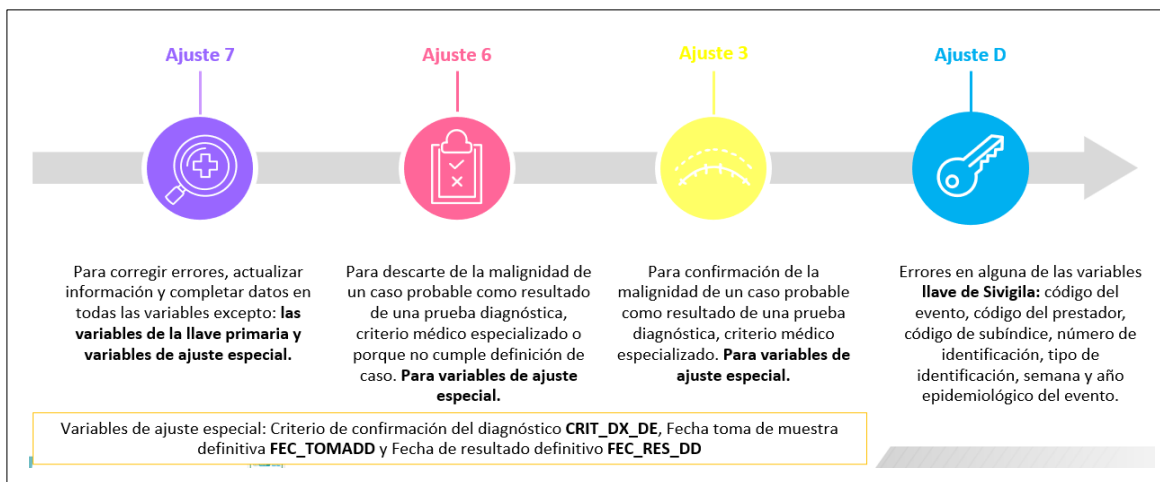 Ajuste 7
Ajuste 6
Ajuste 3
Ajuste D
Para corregir errores, actualizar
información y completar datos en
todas las variables excepto: las
variables de la llave primaria y
variables de ajuste especial.
Para descarte de la malignidad de
un caso probable como resultado
de una prueba diagnóstica,
criterio médico especializado o
porque no cumple definición de
caso. Para variables de ajuste
especial.
Para confirmación de la
malignidad de un caso probable
como resultado de una prueba
diagnóstica, criterio médico
especializado. Para variables de
ajuste especial.
Errores en alguna de las variables
llave de Sivigila: código del
evento, código del prestador,
código de subíndice, número de
identificación, tipo de
identificación, semana y año
epidemiológico del evento.
Variables de ajuste especial: Criterio de confirmación del diagnóstico CRIT_DX_DE, Fecha toma de muestra
definitiva FEC_TOMADD y Fecha de resultado definitivo FEC_RES_DD